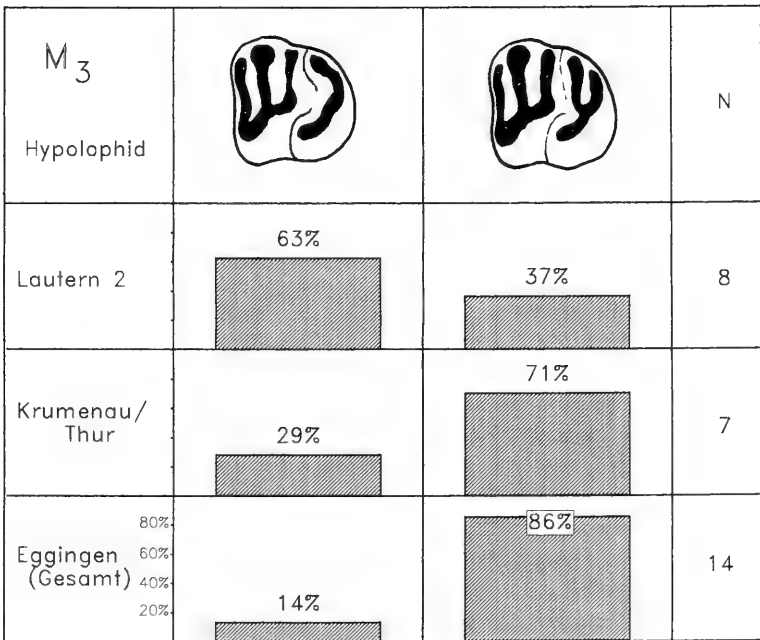 M3
Hypolophid
N
Lautern 2
63%
37%
8
Krumenau/
Thur
29%
71%
7
Eggingen
(Gesamt)
80%
60%
40%
20%
14%
86%
14